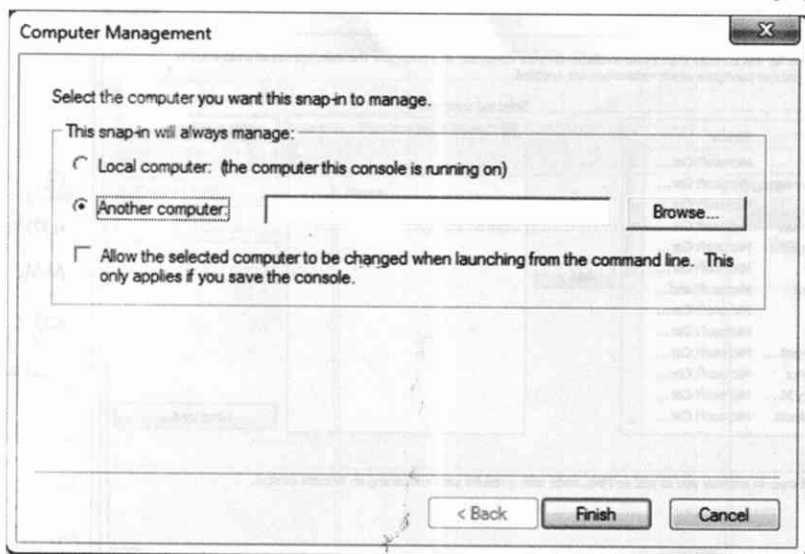 Computer Management
Select the computer you want this snap-in to manage.
This snap-in will always manage:
Local computer: (the computer this console is running on)
Another computer:
Browse...
Allow the selected computer to be changed when launching from the command line. This
only applies if you save the console.
< Back
Finish
Cancel